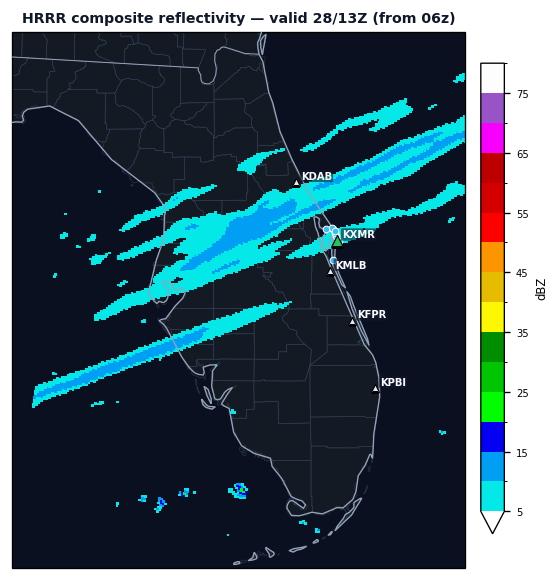 HRRR composite reflectivity — valid 28/13Z (from 06z)
75
65
55
45
35
25
15
5
dBZ
KDAB
KXMR
KMLB
KFPR
KPBI